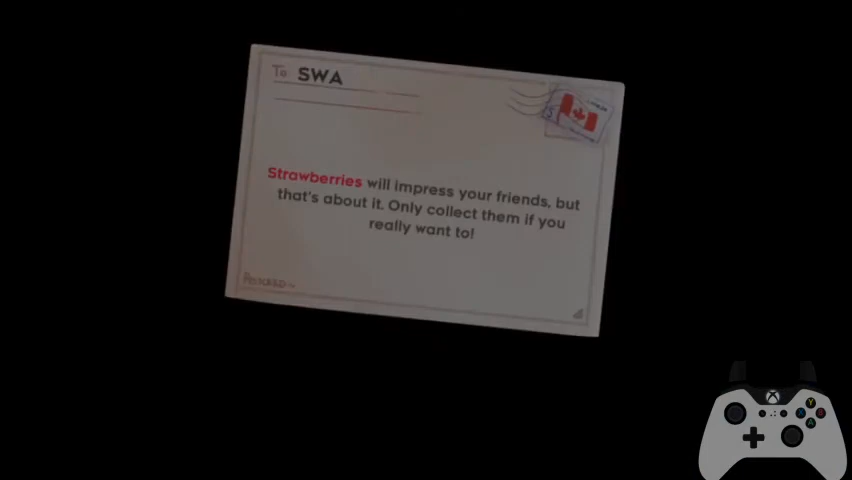 To SWA
Strawberries will impress your friends, but
that's about it. Only collect them if you
really want to!
Postcard
Y
X B
A